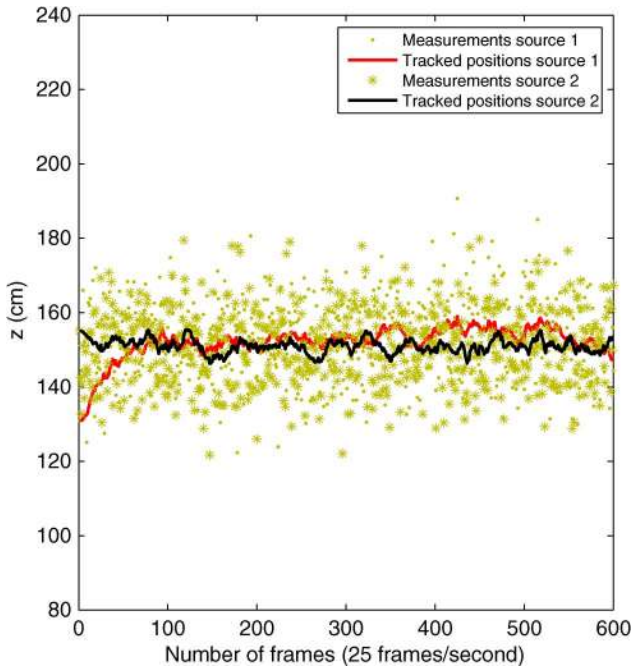 240
220
200
180
160
140
120
100
80
z (cm)
Measurements source 1
Tracked positions source 1
Measurements source 2
Tracked positions source 2
0 100 200 300 400 500 600
Number of frames (25 frames/second)